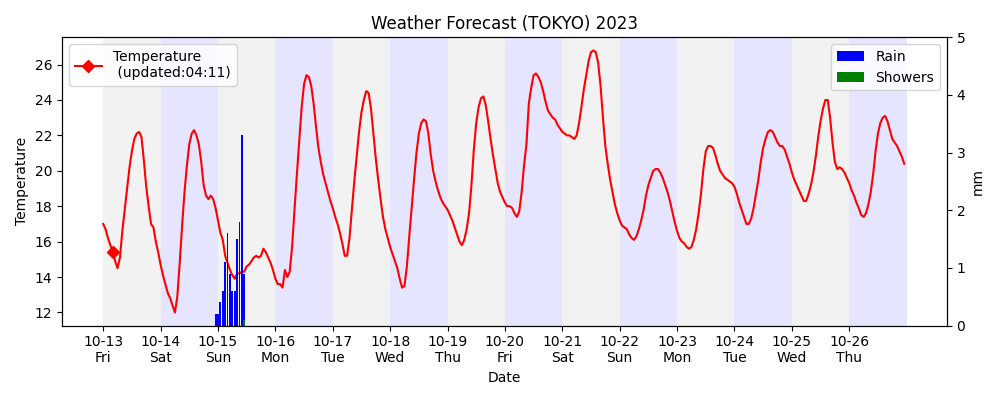 Weather Forecast (TOKYO) 2023
Temperature
(updated:04:11)
Rain
Showers
Temperature
26
24
22
20
18
16
14
12
5
4
3
2
1
0
mm
10-13 10-14 10-15 10-16 10-17 10-18 10-19 10-20 10-21 10-22 10-23 10-24 10-25 10-26
Fri Sat Sun Mon Tue Wed Thu Fri Sat Sun Mon Tue Wed Thu
Date